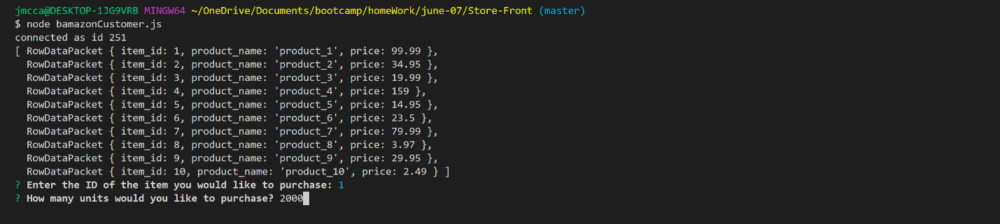 jmcca@DESKTOP-1JG9VRB MINGW64 ~/OneDrive/Documents/bootcamp/homeWork/june-07/Store-Front (master)
$ node bamazonCustomer.js
connected as id 251
[ RowDataPacket { item_id: 1, product_name: 'product_1', price: 99.99 },
  RowDataPacket { item_id: 2, product_name: 'product_2', price: 34.95 },
  RowDataPacket { item_id: 3, product_name: 'product_3', price: 19.99 },
  RowDataPacket { item_id: 4, product_name: 'product_4', price: 159 },
  RowDataPacket { item_id: 5, product_name: 'product_5', price: 14.95 },
  RowDataPacket { item_id: 6, product_name: 'product_6', price: 23.5 },
  RowDataPacket { item_id: 7, product_name: 'product_7', price: 79.99 },
  RowDataPacket { item_id: 8, product_name: 'product_8', price: 3.97 },
  RowDataPacket { item_id: 9, product_name: 'product_9', price: 29.95 },
  RowDataPacket { item_id: 10, product_name: 'product_10', price: 2.49 } ]
? Enter the ID of the item you would like to purchase: 1
? How many units would you like to purchase? 2000